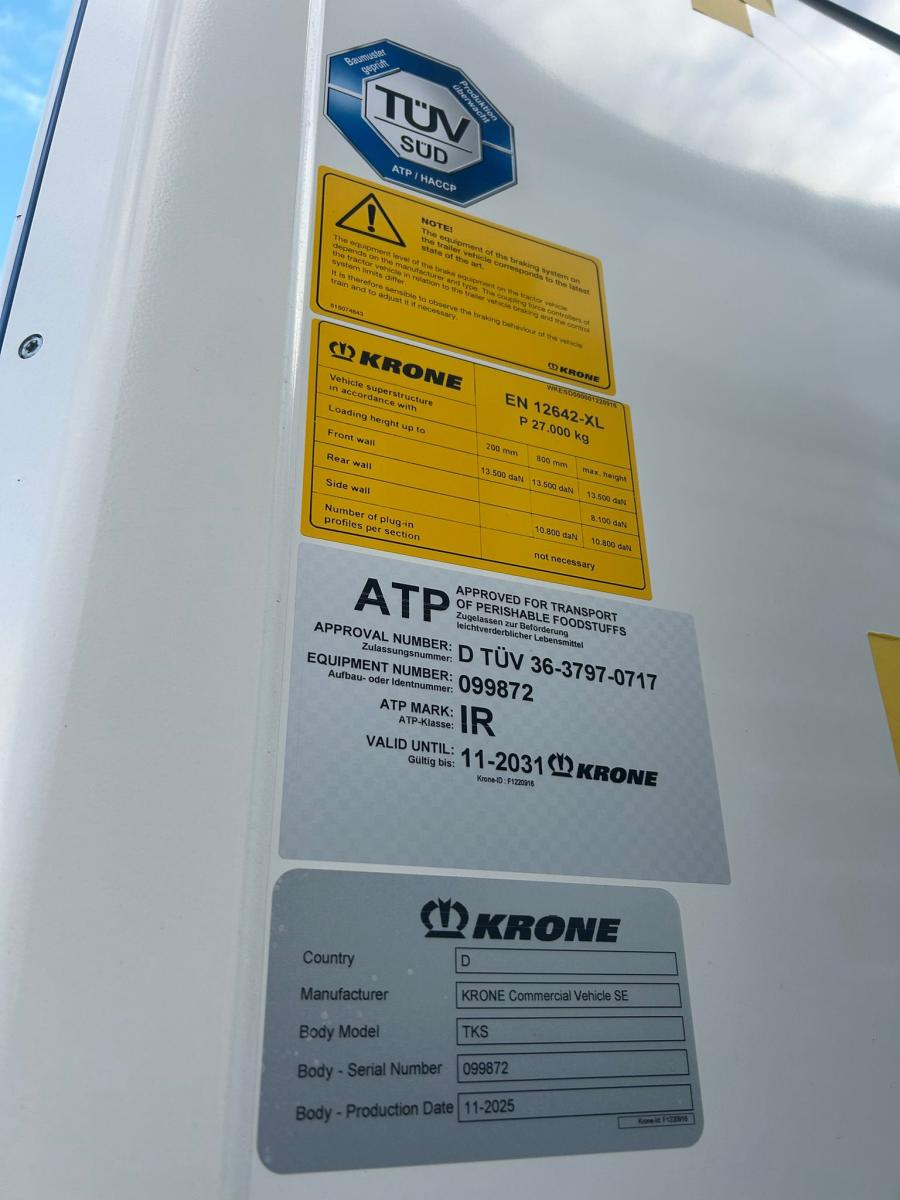 Baumuster
geprüft
Produktion
überwacht
TÜV
SÜD
ATP / HACCP
NOTE!
The equipment of the braking system on
the trailer vehicle corresponds to the latest
state of the art.
The equipment level of the brake equipment on the tractor vehicle
depends on the manufacturer and type. The coupling force controllers of
the tractor vehicle in relation to the trailer vehicle braking and the control
system limits differ.
It is therefore sensible to observe the braking behaviour of the vehicle
train and to adjust it if necessary.
KRONE
KRONE
Vehicle superstructure
in accordance with
EN 12642-XL
P 27.000 kg
Loading height up to
200 mm 800 mm max. height
Front wall 13.500 daN 13.500 daN 13.500 daN
Rear wall 8.100 daN
Side wall 10.800 daN 10.800 daN
Number of plug-in
profiles per section
not necessary
ATP APPROVED FOR TRANSPORT
OF PERISHABLE FOODSTUFFS
Zugelassen zur Beförderung
leichtverderblicher Lebensmittel
APPROVAL NUMBER: D TÜV 36-3797-0717
Zulassungsnummer:
EQUIPMENT NUMBER: 099872
Aufbau- oder Identnummer:
ATP MARK: IR
ATP-Klasse:
VALID UNTIL: 11-2031 KRONE
Gültig bis:
Krone-ID : F1220916
KRONE
Country D
Manufacturer KRONE Commercial Vehicle SE
Body Model TKS
Body - Serial Number 099872
Body - Production Date 11-2025
Krone-Id: F1220916